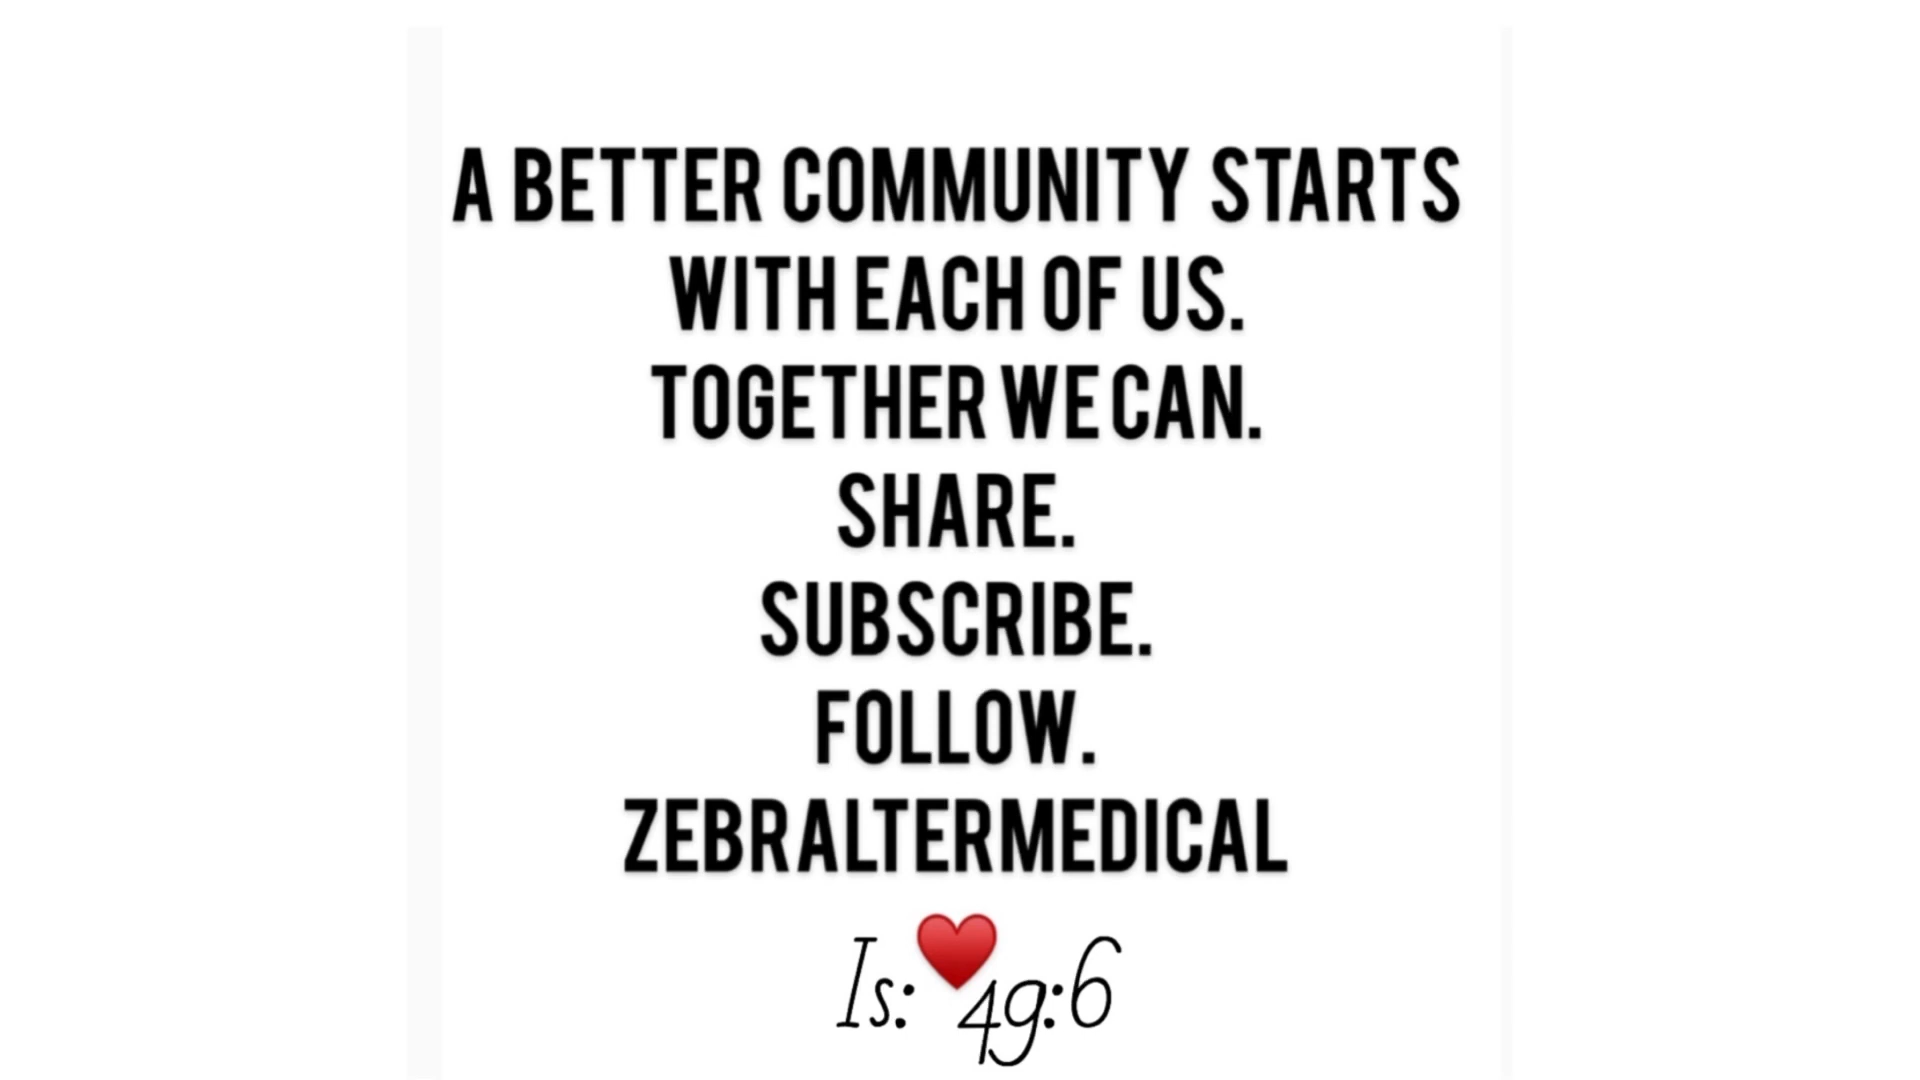 A BETTER COMMUNITY STARTS
WITH EACH OF US.
TOGETHER WE CAN.
SHARE.
SUBSCRIBE.
FOLLOW.
ZEBRALTERMEDICAL
Is:❤️49:6